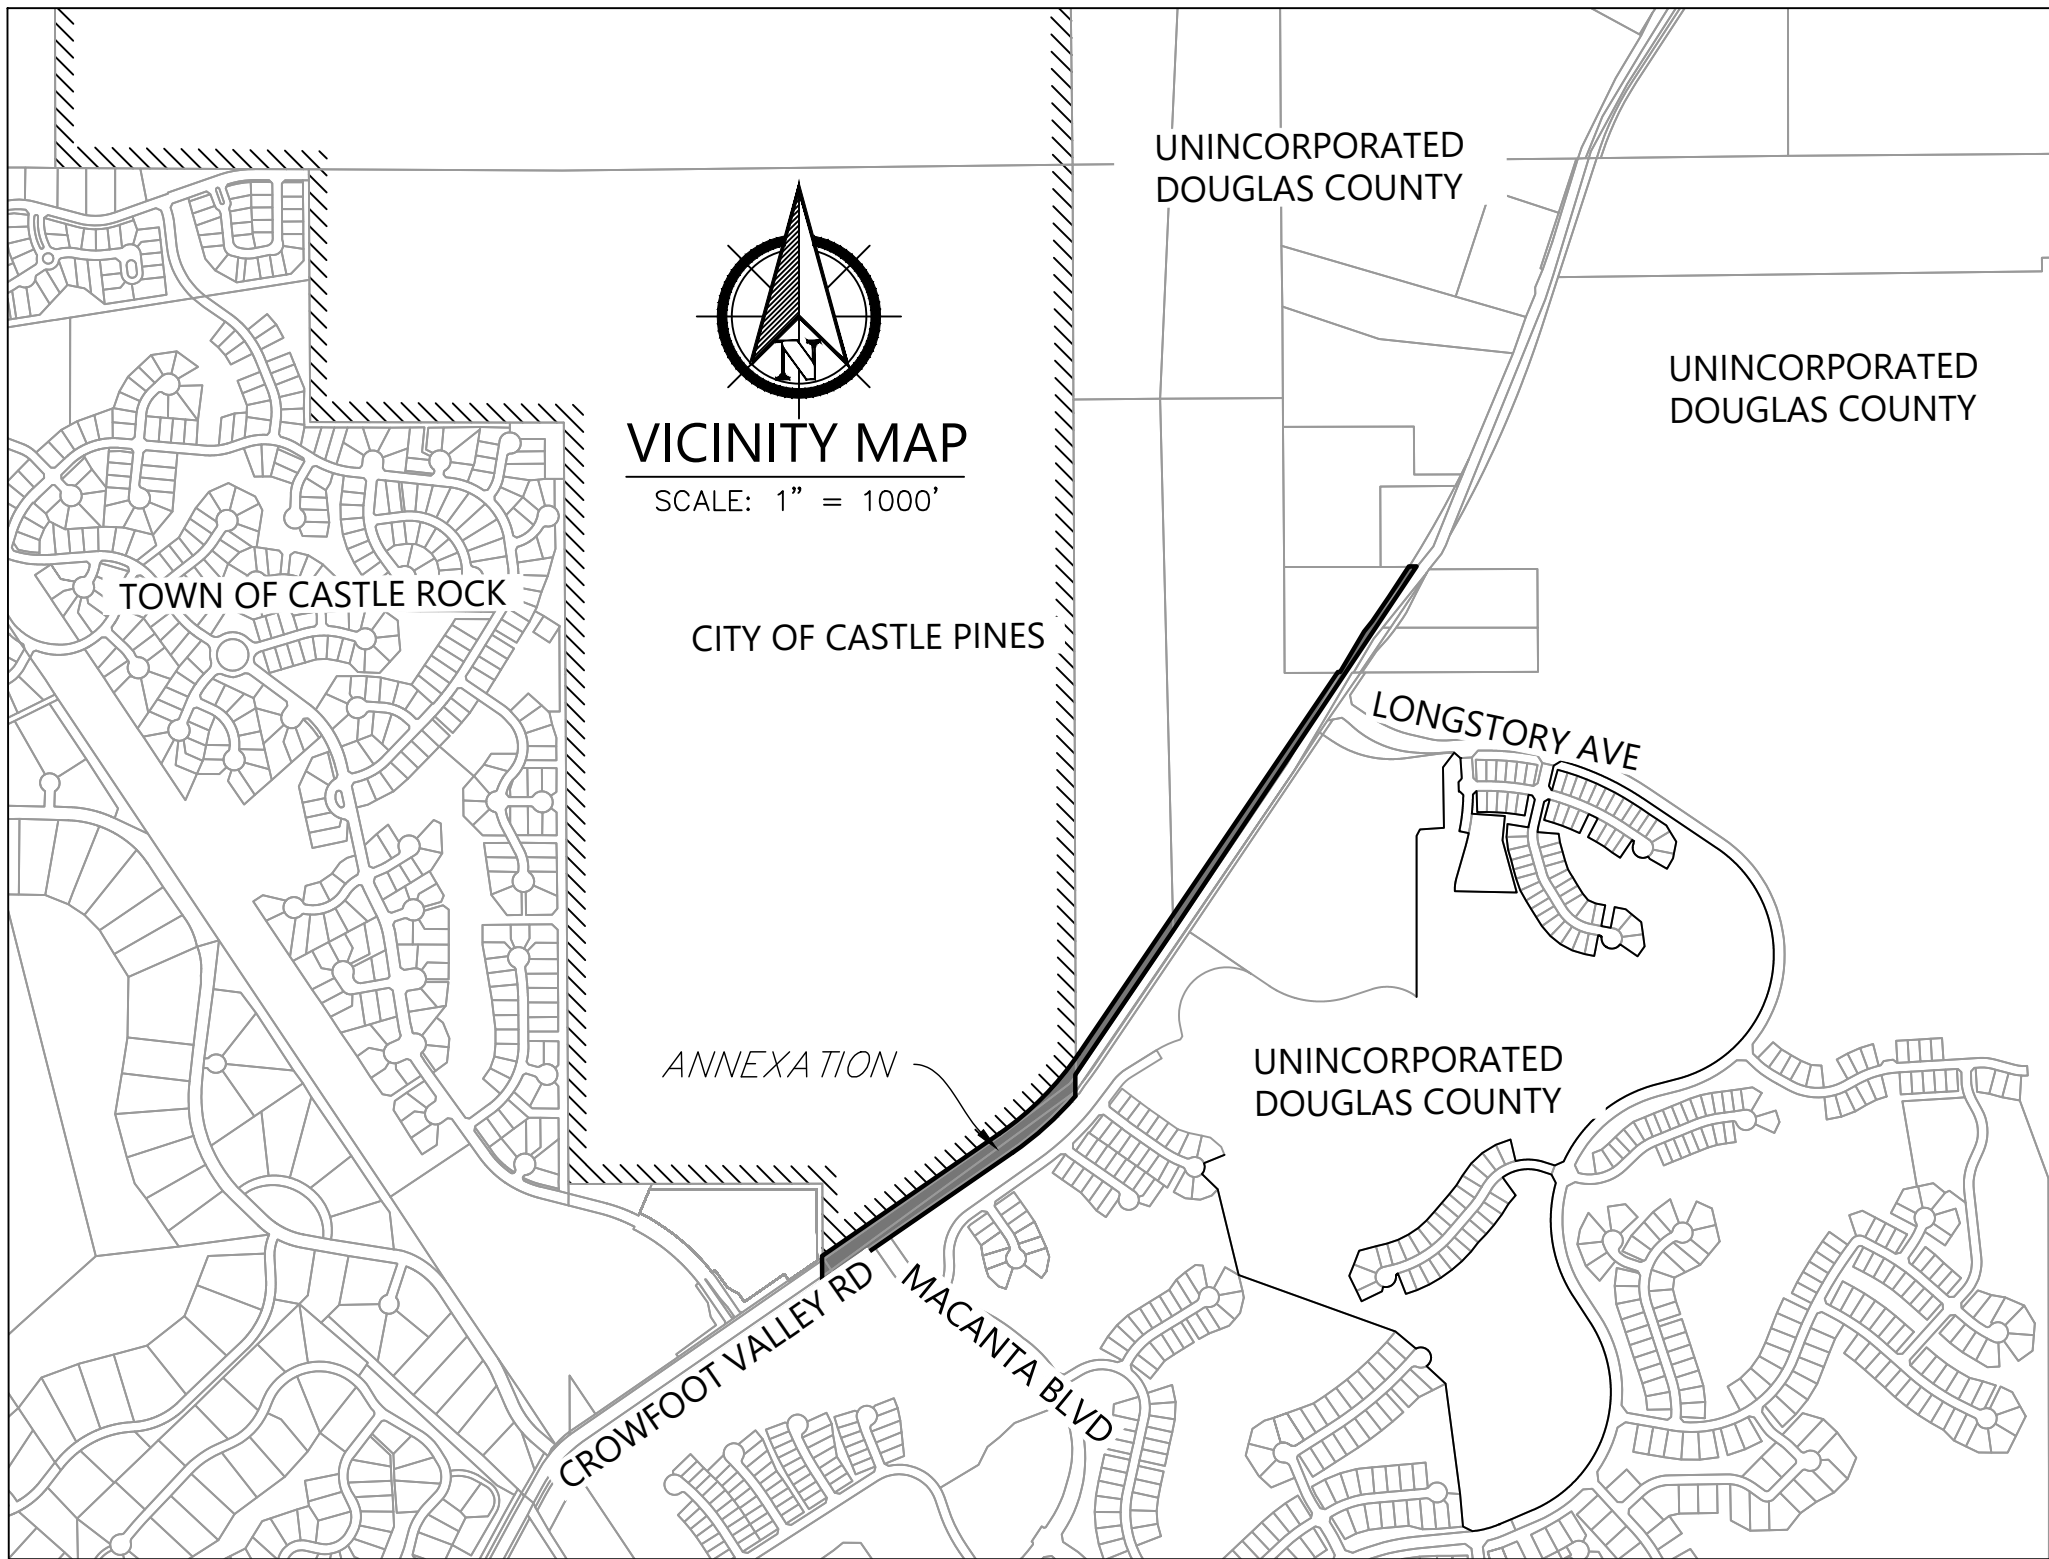 UNINCORPORATED
DOUGLAS COUNTY
N
UNINCORPORATED
DOUGLAS COUNTY
VICINITY MAP
SCALE: 1” = 1000’
TOWN OF CASTLE ROCK
CITY OF CASTLE PINES
LONGSTORY AVE
ANNEXATION
UNINCORPORATED
DOUGLAS COUNTY
CROWFOOT VALLEY RD
MACANTA BLVD